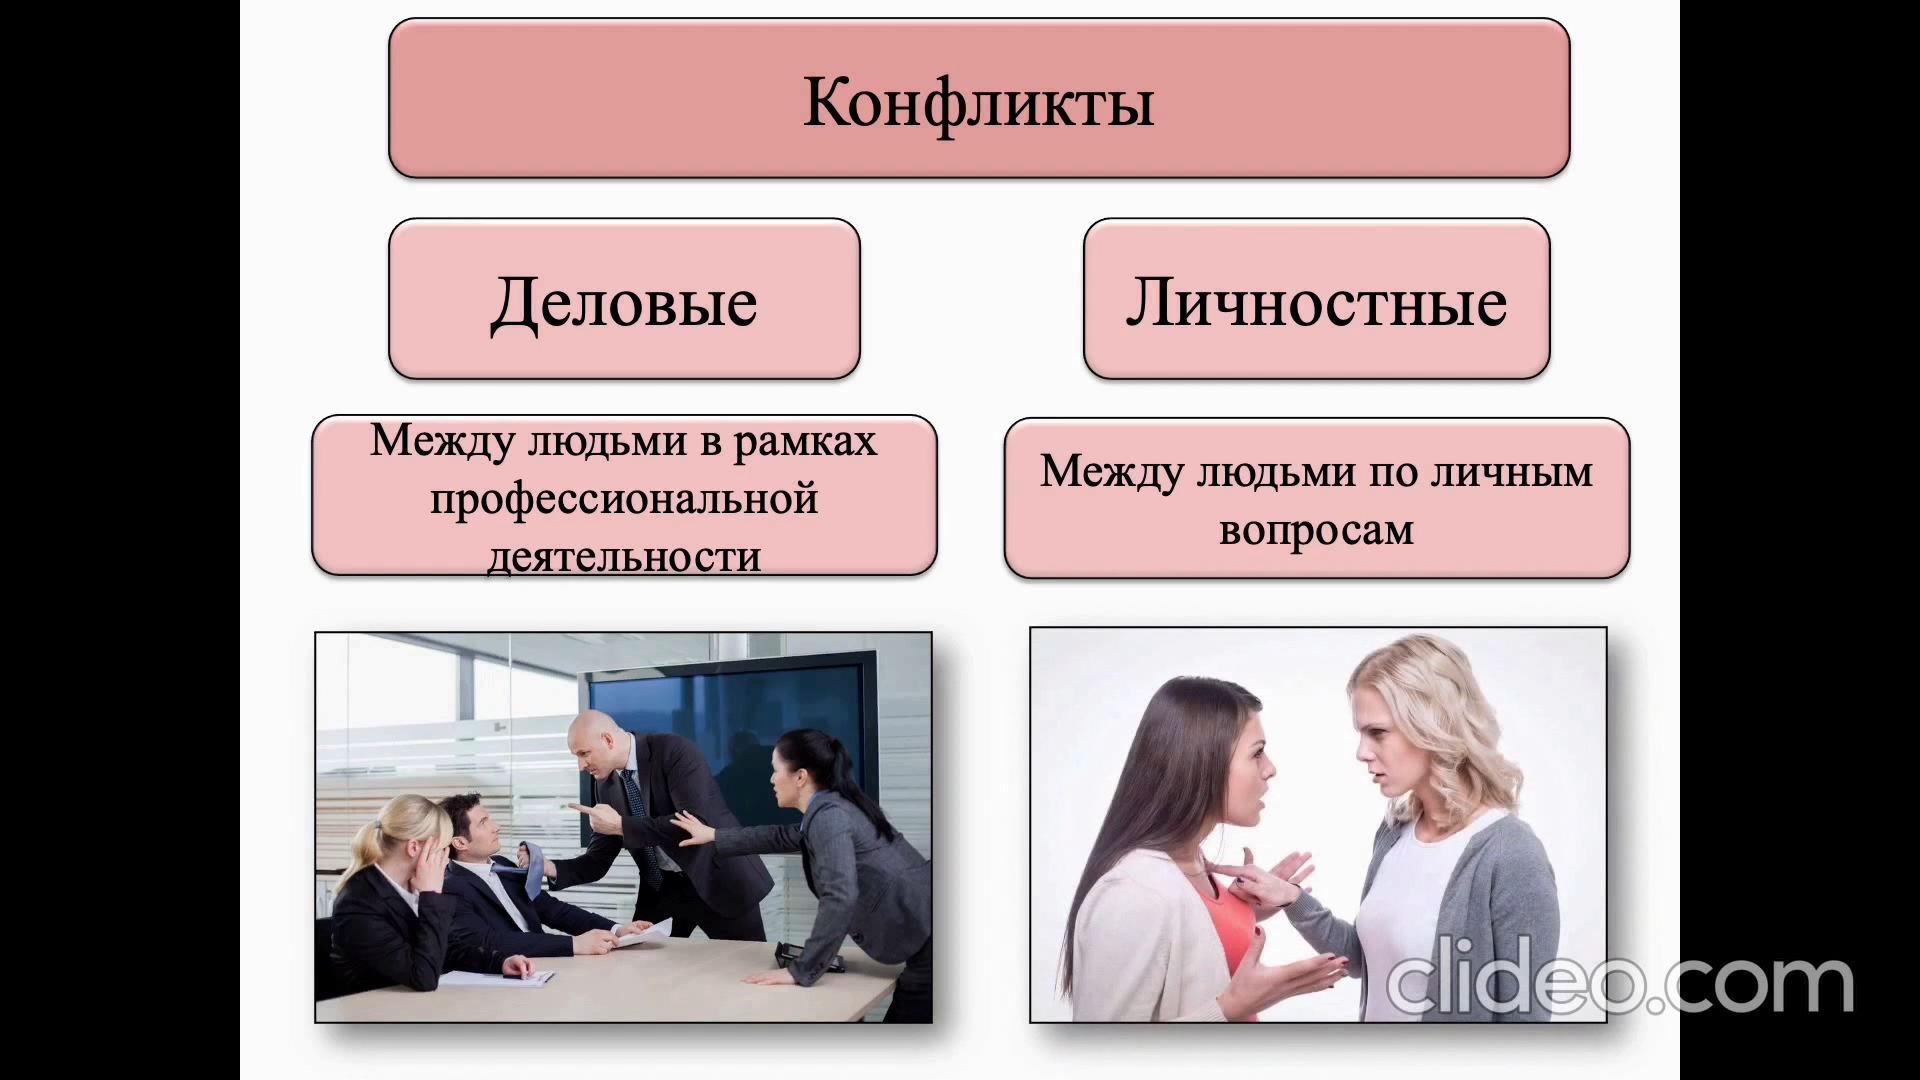 Конфликты
Деловые
Личностные
Между людьми в рамках
профессиональной
деятельности
Между людьми по личным
вопросам
clideo.com